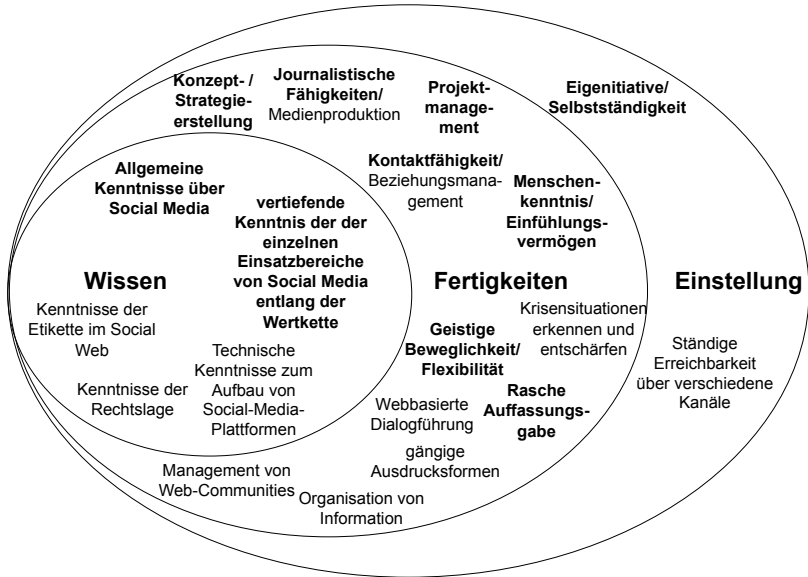 Konzept- /
Strategie-
erstellung
Journalistische
Fähigkeiten/
Medienproduktion
Projekt-
manage-
ment
Eigenitiative/
Selbstständigkeit
Allgemeine
Kenntnisse über
Social Media
Kontaktfähigkeit/
Beziehungsmana-
gement
Menschen-
kenntnis/
Einfühlungs-
vermögen
vertiefende
Kenntnis der der
einzelnen
Einsatzbereiche
von Social Media
entlang der
Wertkette
Wissen
Fertigkeiten
Einstellung
Kenntnisse der
Etikette im Social
Web
Technische
Kenntnisse zum
Aufbau von
Social-Media-
Plattformen
Kenntnisse der
Rechtslage
Geistige
Beweglichkeit/
Flexibilität
Krisensituationen
erkennen und
entschärfen
Ständige
Erreichbarkeit
über verschiedene
Kanäle
Webbasierte
Dialogführung
Rasche
Auffassungs-
gabe
gängige
Ausdrucksformen
Management von
Web-Communities
Organisation von
Information